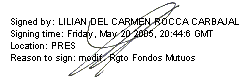 Signed by: LILIAN DEL CARMEN ROCCA CARBAJAL
Signing time: Friday, May 20 2005, 20:44:6 GMT
Location: PRES
Reason to sign: modif. Rgto Fondos Mutuos